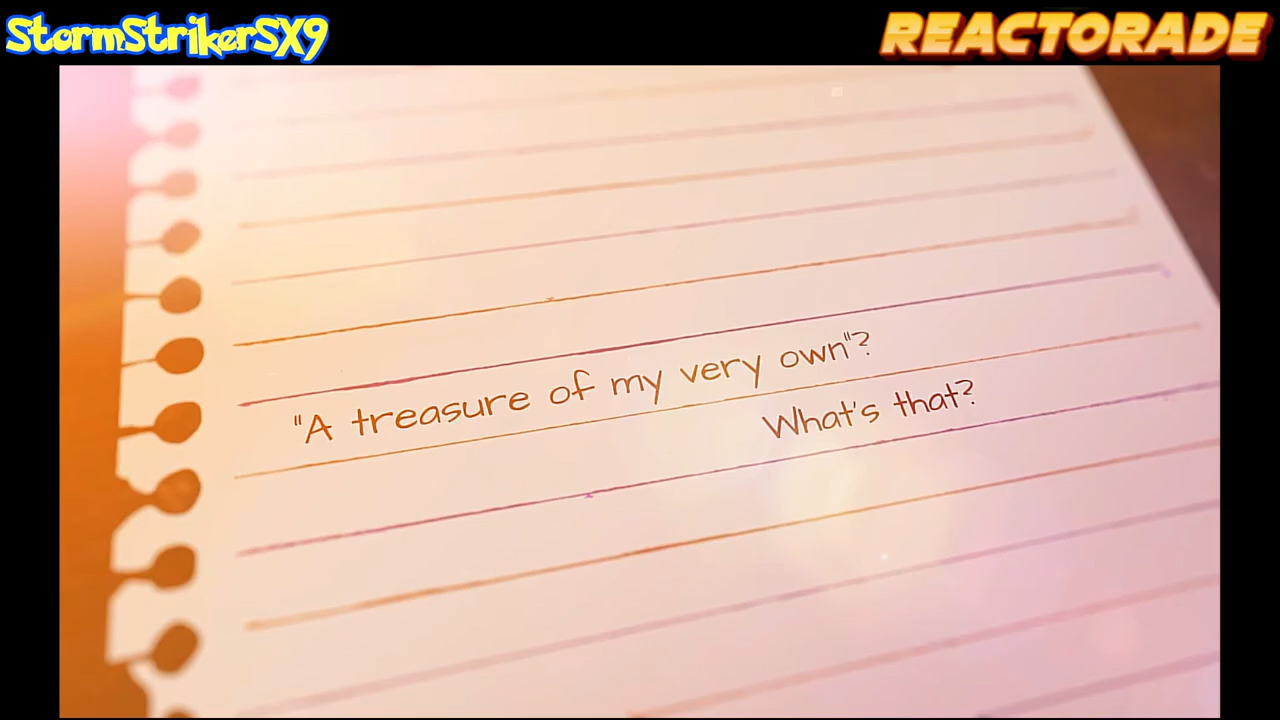 StormStrikerSX9
REACTORADE
"A treasure of my very own"?
What's that?